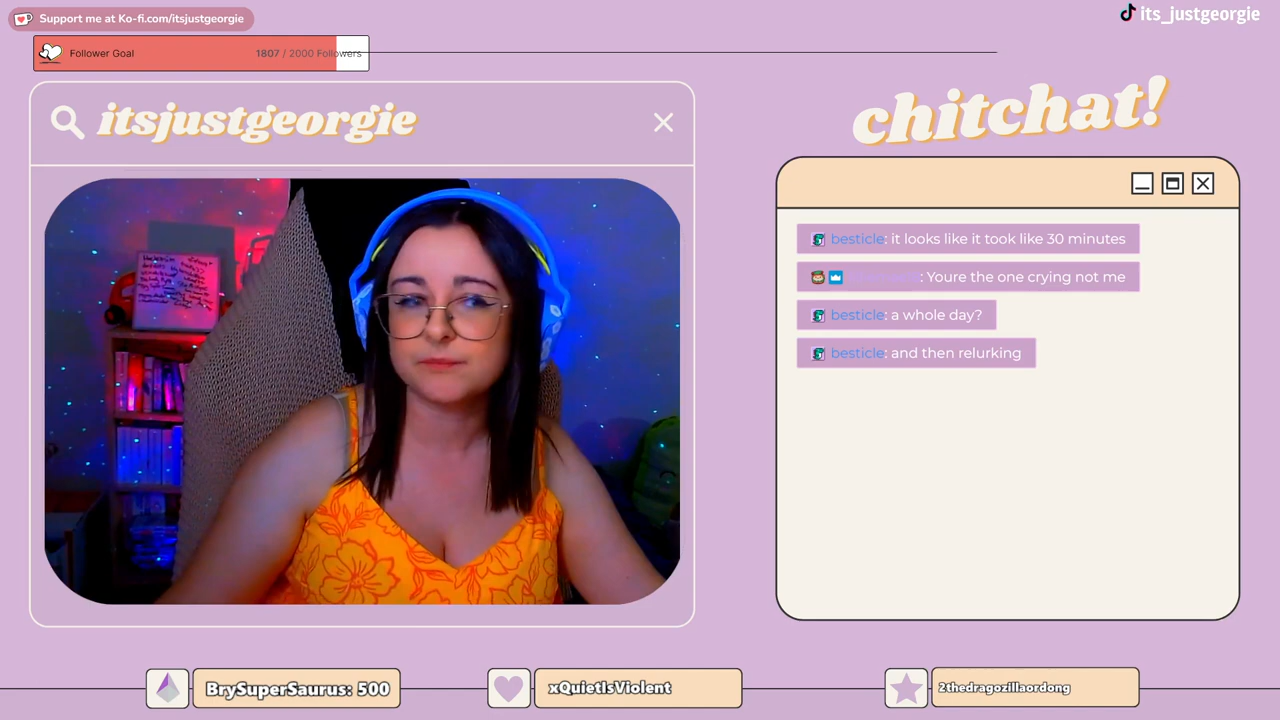 Support me at Ko-fi.com/itsjustgeorgie
its_justgeorgie
Follower Goal
1807 / 2000 Followers
itsjustgeorgie
chitchat!
besticle: it looks like it took like 30 minutes
: Youre the one crying not me
besticle: a whole day?
besticle: and then relurking
BrySuperSaurus: 500
xQuietIsViolent
2thedragozillaordong